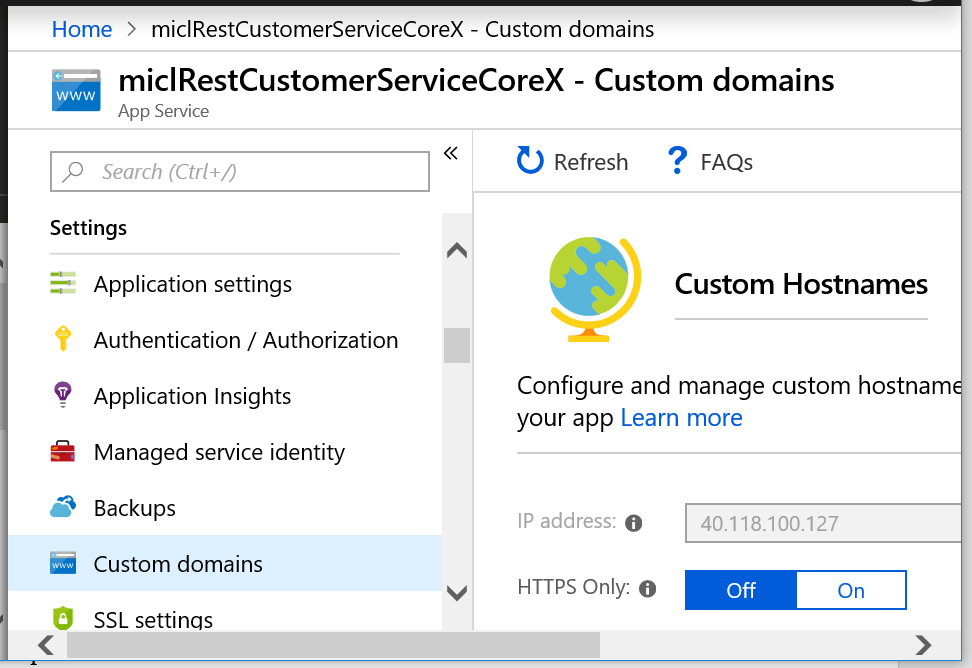 Home > miclRestCustomerServiceCoreX - Custom domains
www
miclRestCustomerServiceCoreX - Custom domains
App Service
Search (Ctrl+/)
«
Refresh
? FAQs
Settings
Application settings
Authentication / Authorization
Application Insights
Managed service identity
Backups
www
Custom domains
SSL settings
Custom Hostnames
Configure and manage custom hostname
your app Learn more
IP address:
40.118.100.127
HTTPS Only:
Off
On